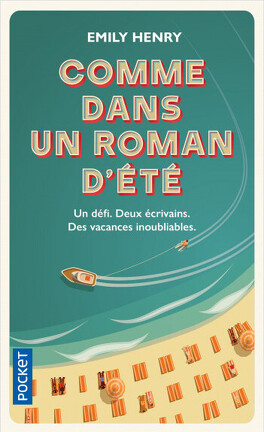 EMILY HENRY
COMME
DANS
UN ROMAN
D'ÉTÉ
Un défi. Deux écrivains.
Des vacances inoubliables.
POCKET